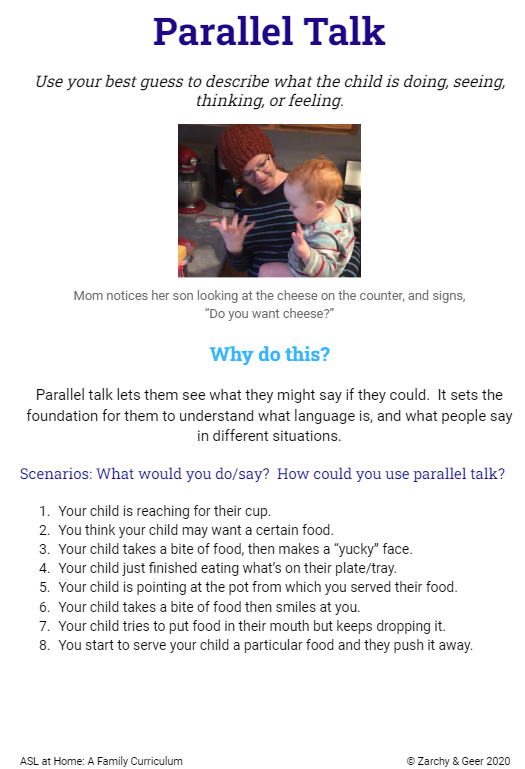 Parallel Talk
Use your best guess to describe what the child is doing, seeing,
thinking, or feeling.
Mom notices her son looking at the cheese on the counter, and signs,
“Do you want cheese?”
Why do this?
Parallel talk lets them see what they might say if they could.  It sets the
foundation for them to understand what language is, and what people say
in different situations.
Scenarios: What would you do/say?  How could you use parallel talk?
1. Your child is reaching for their cup.
2. You think your child may want a certain food.
3. Your child takes a bite of food, then makes a “yucky” face.
4. Your child just finished eating what’s on their plate/tray.
5. Your child is pointing at the pot from which you served their food.
6. Your child takes a bite of food then smiles at you.
7. Your child tries to put food in their mouth but keeps dropping it.
8. You start to serve your child a particular food and they push it away.
ASL at Home: A Family Curriculum
© Zarchy & Geer 2020